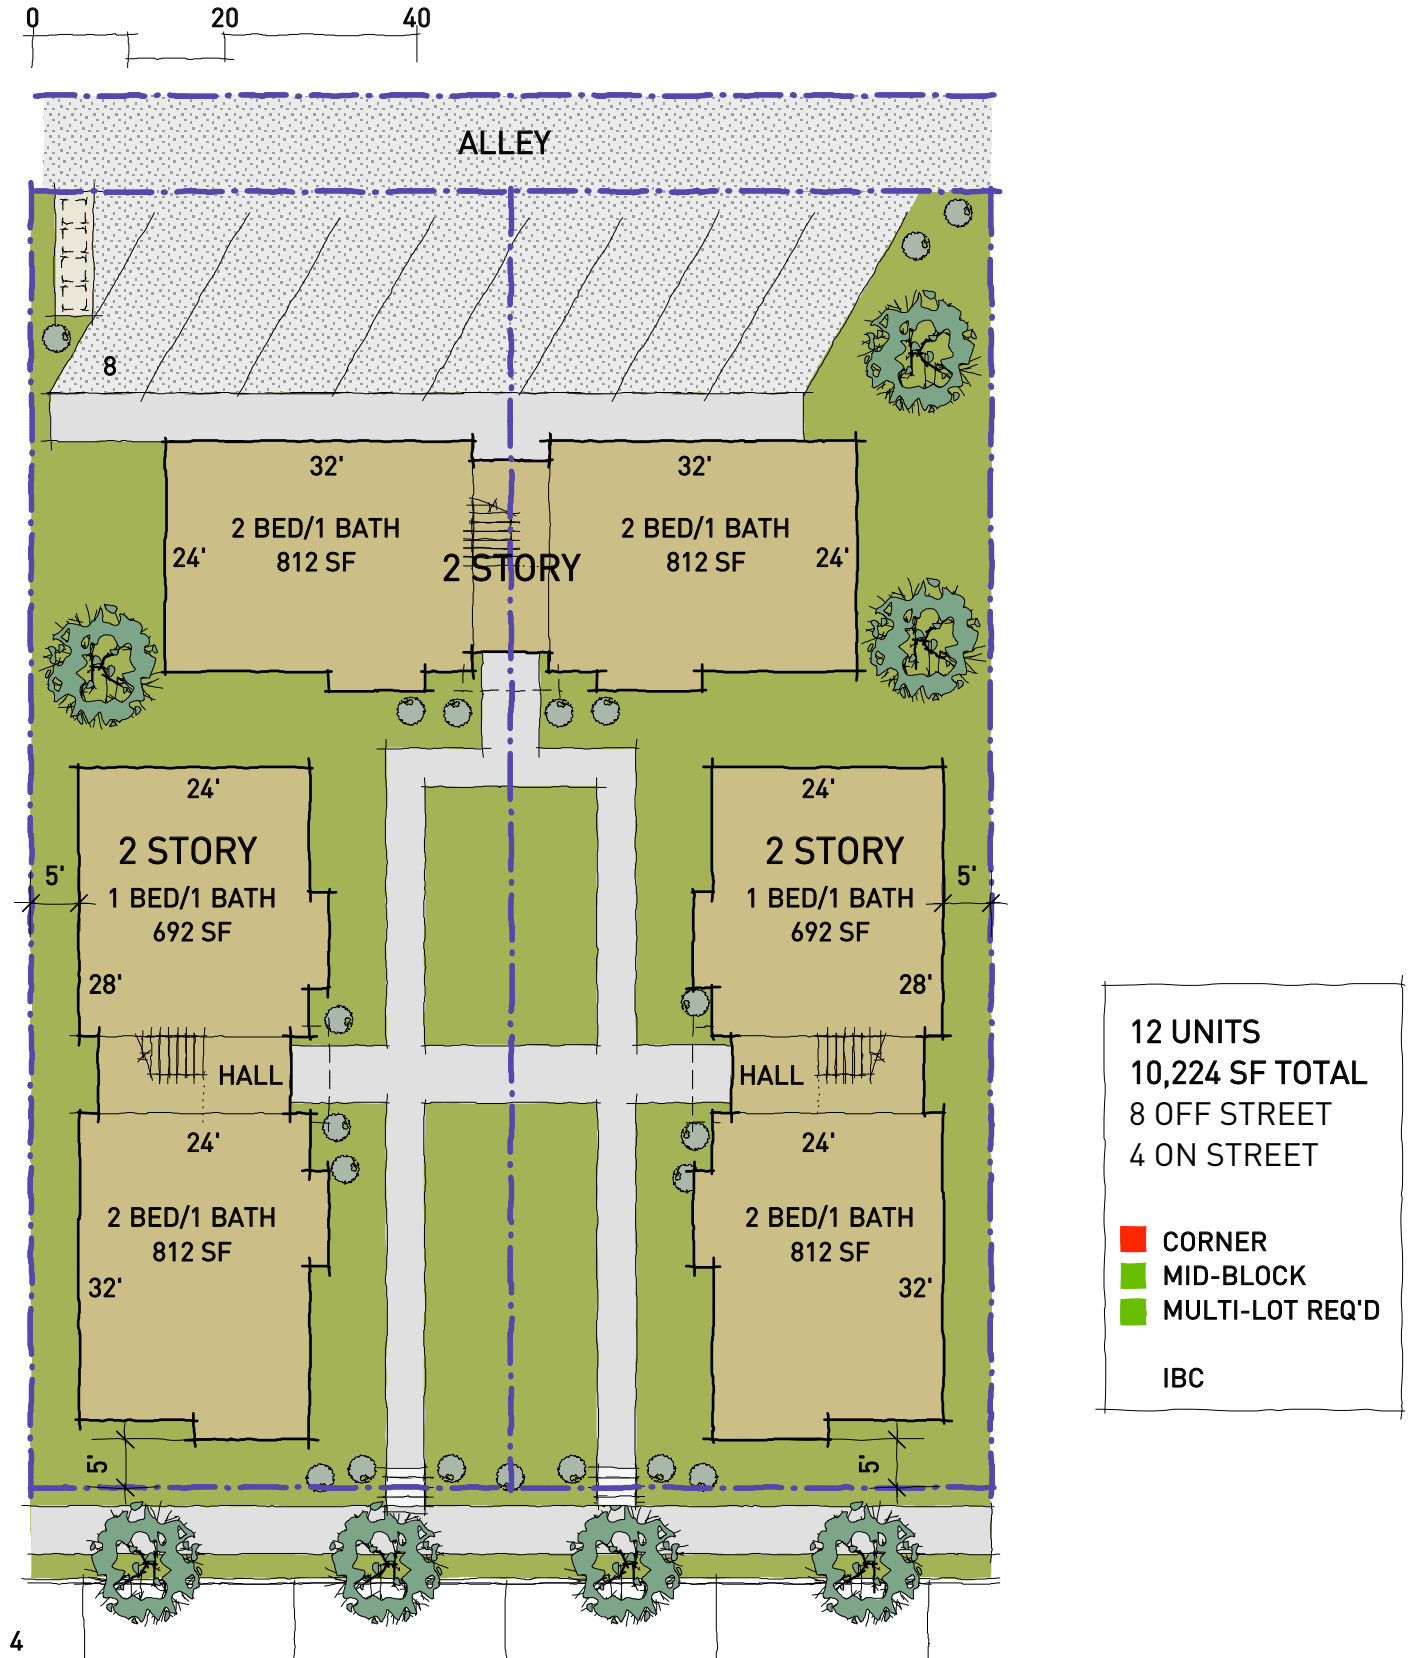 0 20 40
ALLEY
8
32' 32'
2 BED/1 BATH 2 BED/1 BATH
24' 812 SF 812 SF 24'
2 STORY
24' 24'
2 STORY 2 STORY
5' 5'
1 BED/1 BATH 1 BED/1 BATH
692 SF 692 SF
28' 28'
HALL HALL
24' 24'
2 BED/1 BATH 2 BED/1 BATH
812 SF 812 SF
32' 32'
5' 5'
4
12 UNITS
10,224 SF TOTAL
8 OFF STREET
4 ON STREET
CORNER
MID-BLOCK
MULTI-LOT REQ'D
IBC